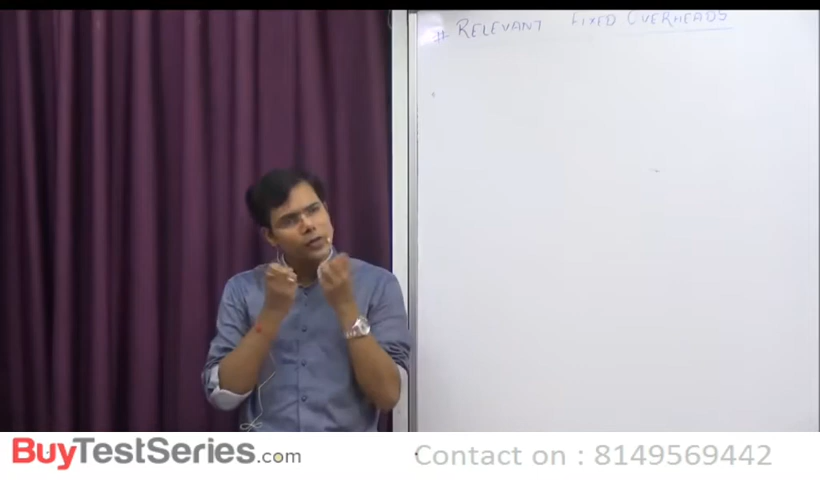 # RELEVANT FIXED OVERHEADS
BuyTestSeries.com
Contact on : 8149569442